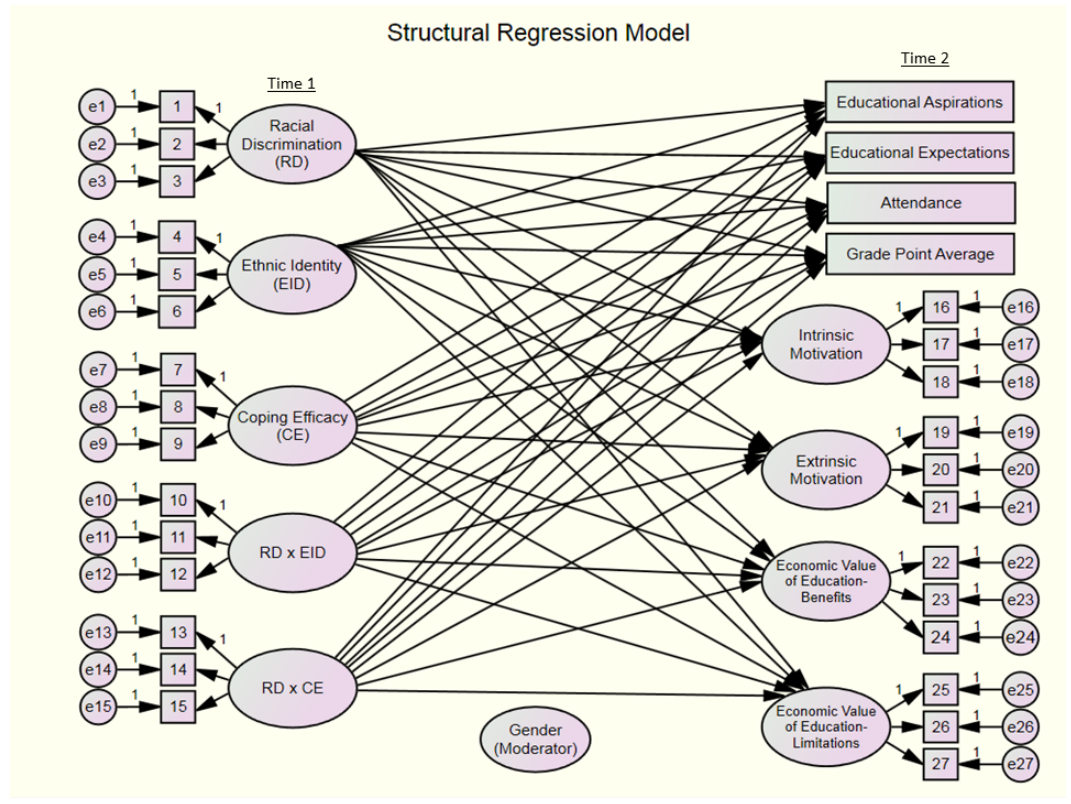 Structural Regression Model
Time 1
Time 2
e1 1 1 1
e2 1 2
e3 1 3
Racial
Discrimination
(RD)
e4 1 4 1
e5 1 5
e6 1 6
Ethnic Identity
(EID)
e7 1 7 1
e8 1 8
e9 1 9
Coping Efficacy
(CE)
e10 1 10 1
e11 1 11
e12 1 12
RD x EID
e13 1 13 1
e14 1 14
e15 1 15
RD x CE
Gender
(Moderator)
Educational Aspirations
Educational Expectations
Attendance
Grade Point Average
Intrinsic
Motivation
1 16 1 e16
17 1 e17
18 1 e18
Extrinsic
Motivation
1 19 1 e19
20 1 e20
21 1 e21
Economic Value
of Education-
Benefits
1 22 1 e22
23 1 e23
24 1 e24
Economic Value
of Education-
Limitations
1 25 1 e25
26 1 e26
27 1 e27